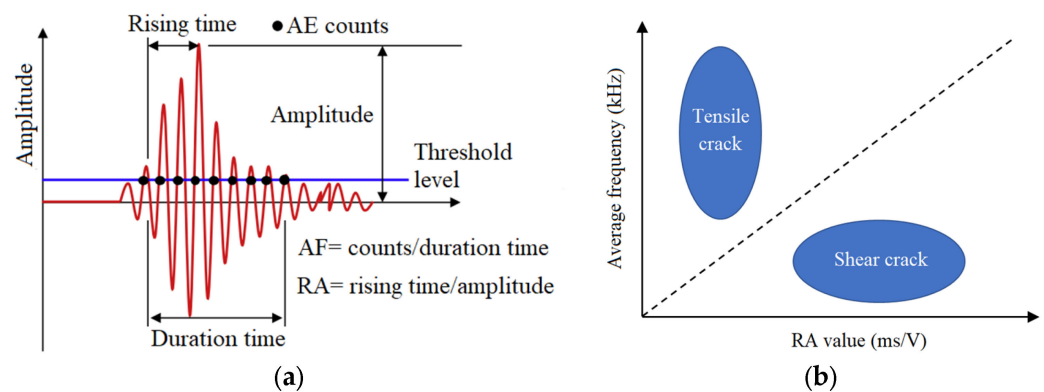 Rising time
AE counts
Amplitude
Amplitude
Threshold
level
AF= counts/duration time
RA= rising time/amplitude
Duration time
(a)
Average frequency (kHz)
Tensile
crack
Shear crack
RA value (ms/V)
(b)